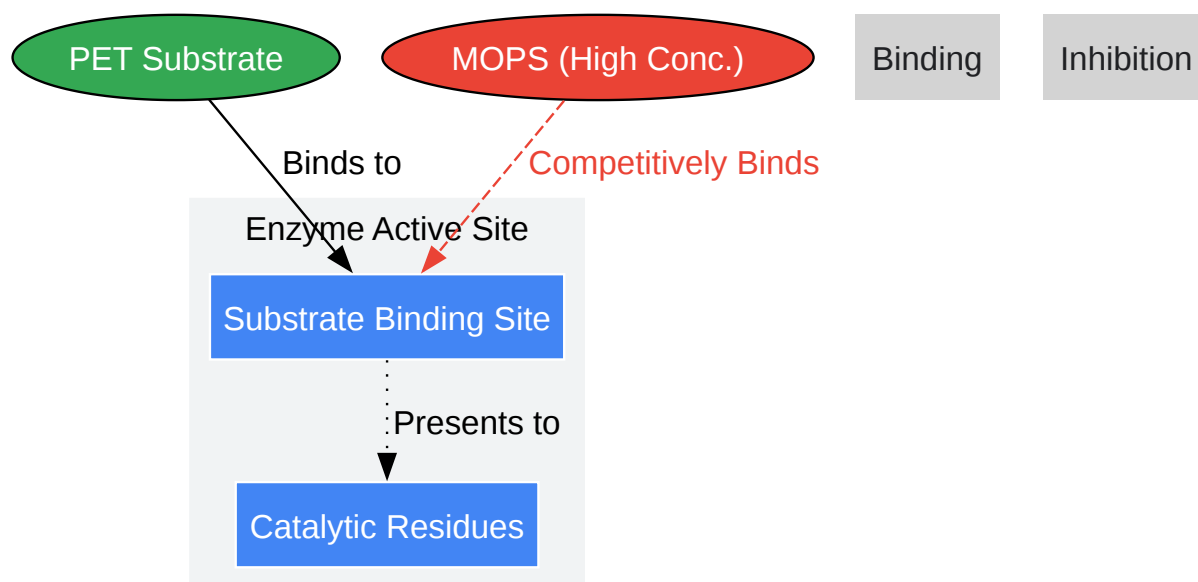 PET Substrate
MOPS (High Conc.)
Binding
Inhibition
Binds to
Competitively Binds
Enzyme Active Site
Substrate Binding Site
Presents to
Catalytic Residues